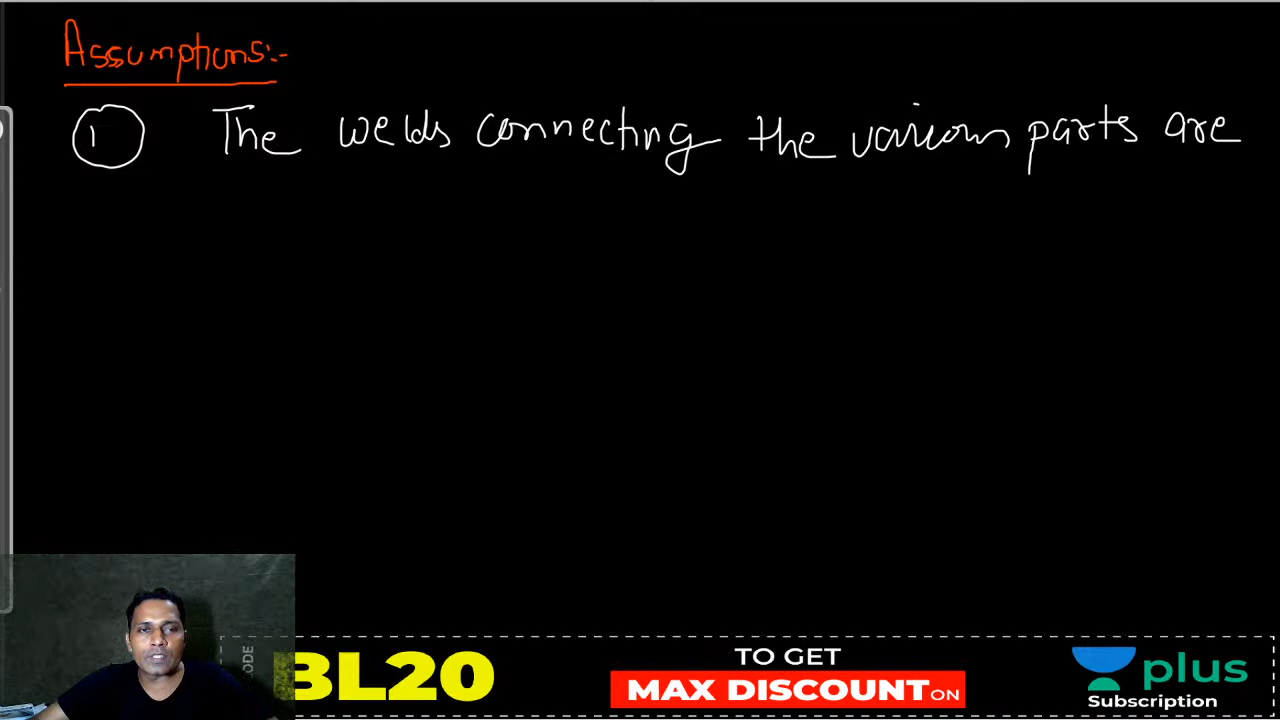 Assumptions:-
1 The welds connecting the various parts are
ODE
BL20
TO GET
MAX DISCOUNT ON
plus
Subscription